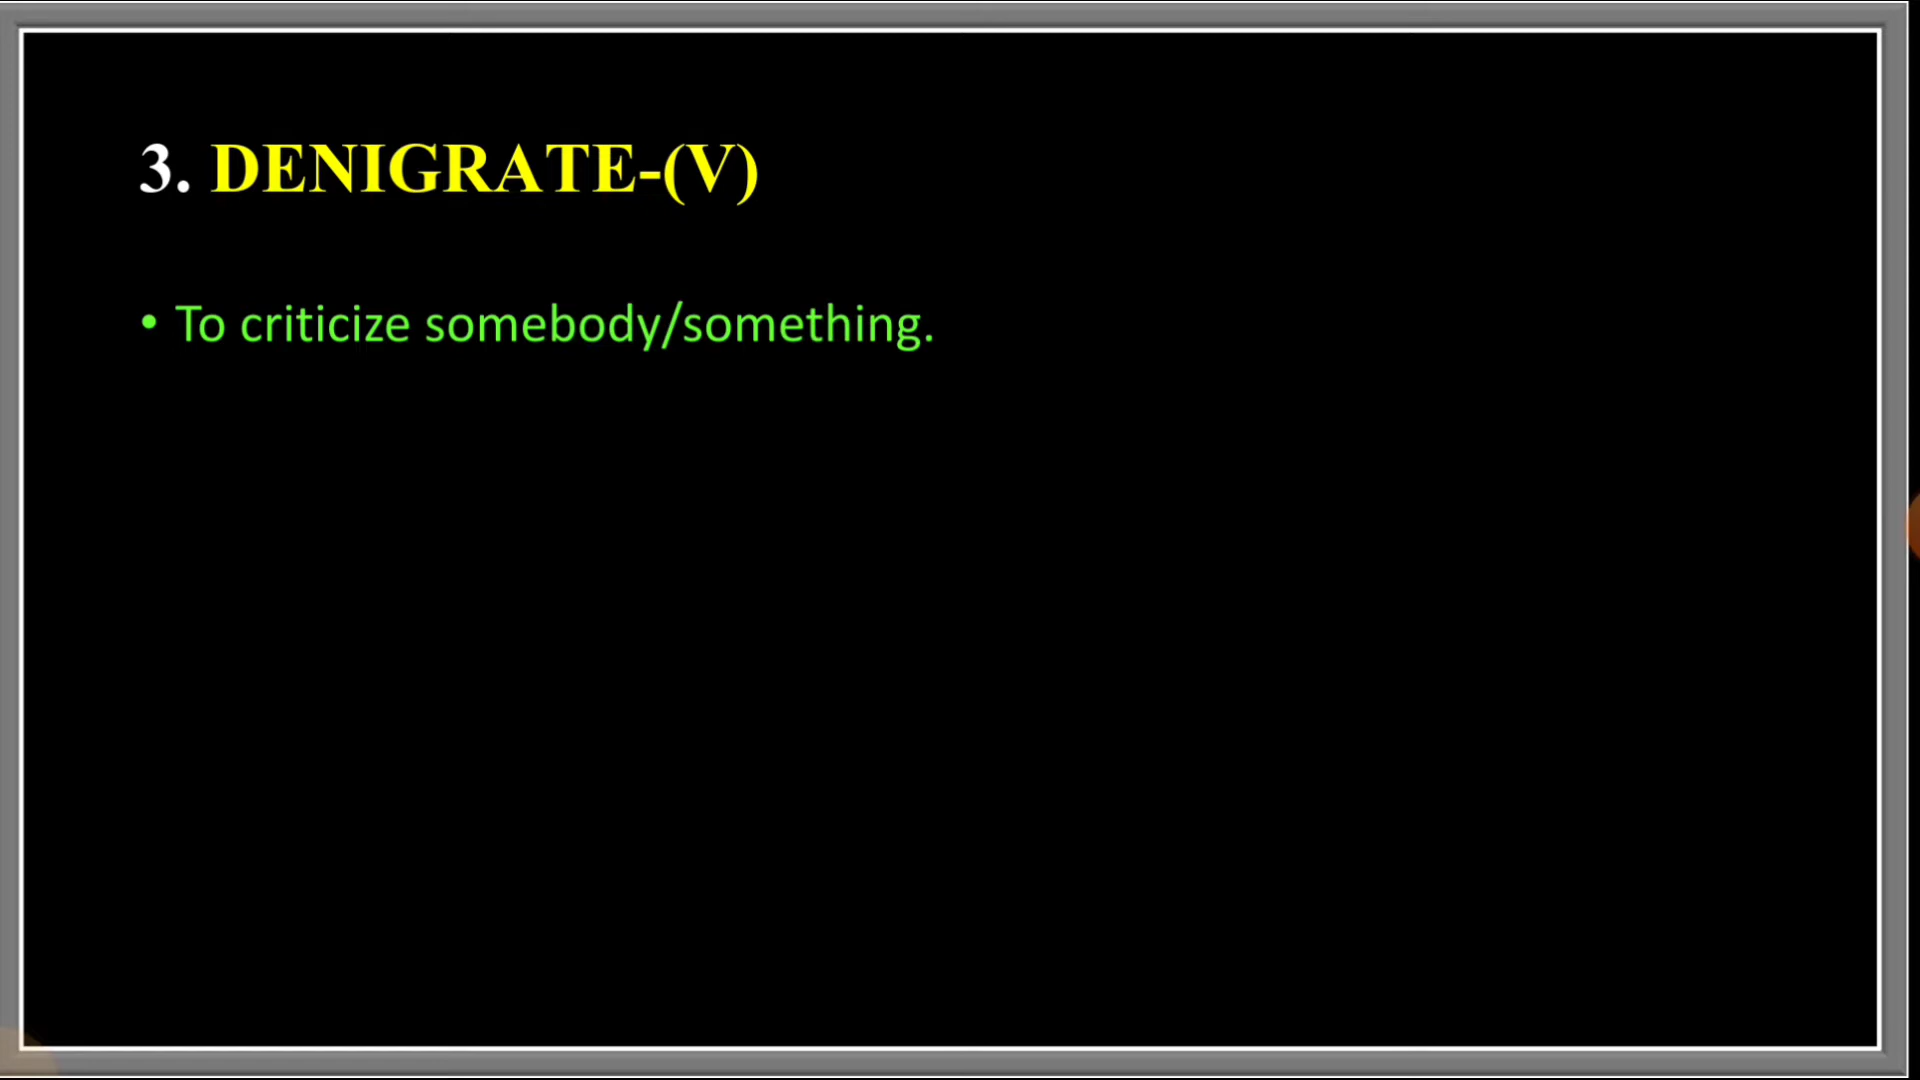 3. DENIGRATE-(V)
• To criticize somebody/something.